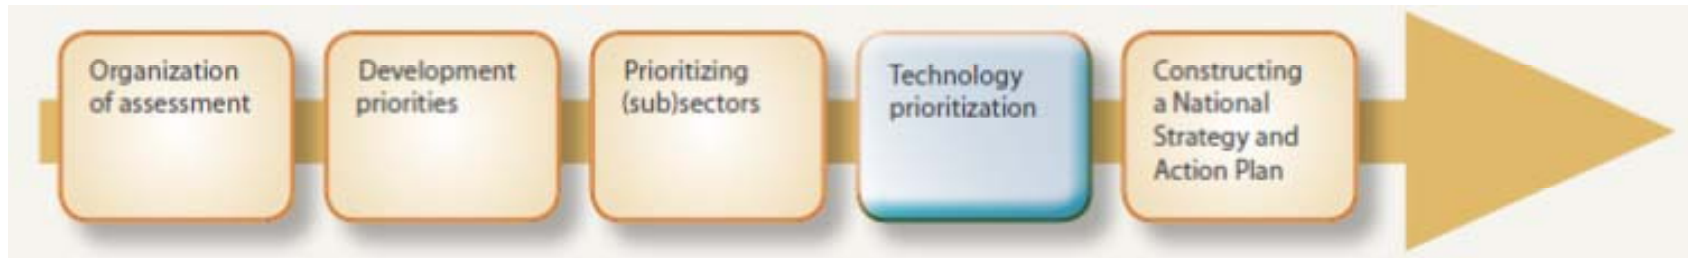 Organization
of assessment
Development
priorities
Prioritizing
(sub)sectors
Technology
prioritization
Constructing
a National
Strategy and
Action Plan